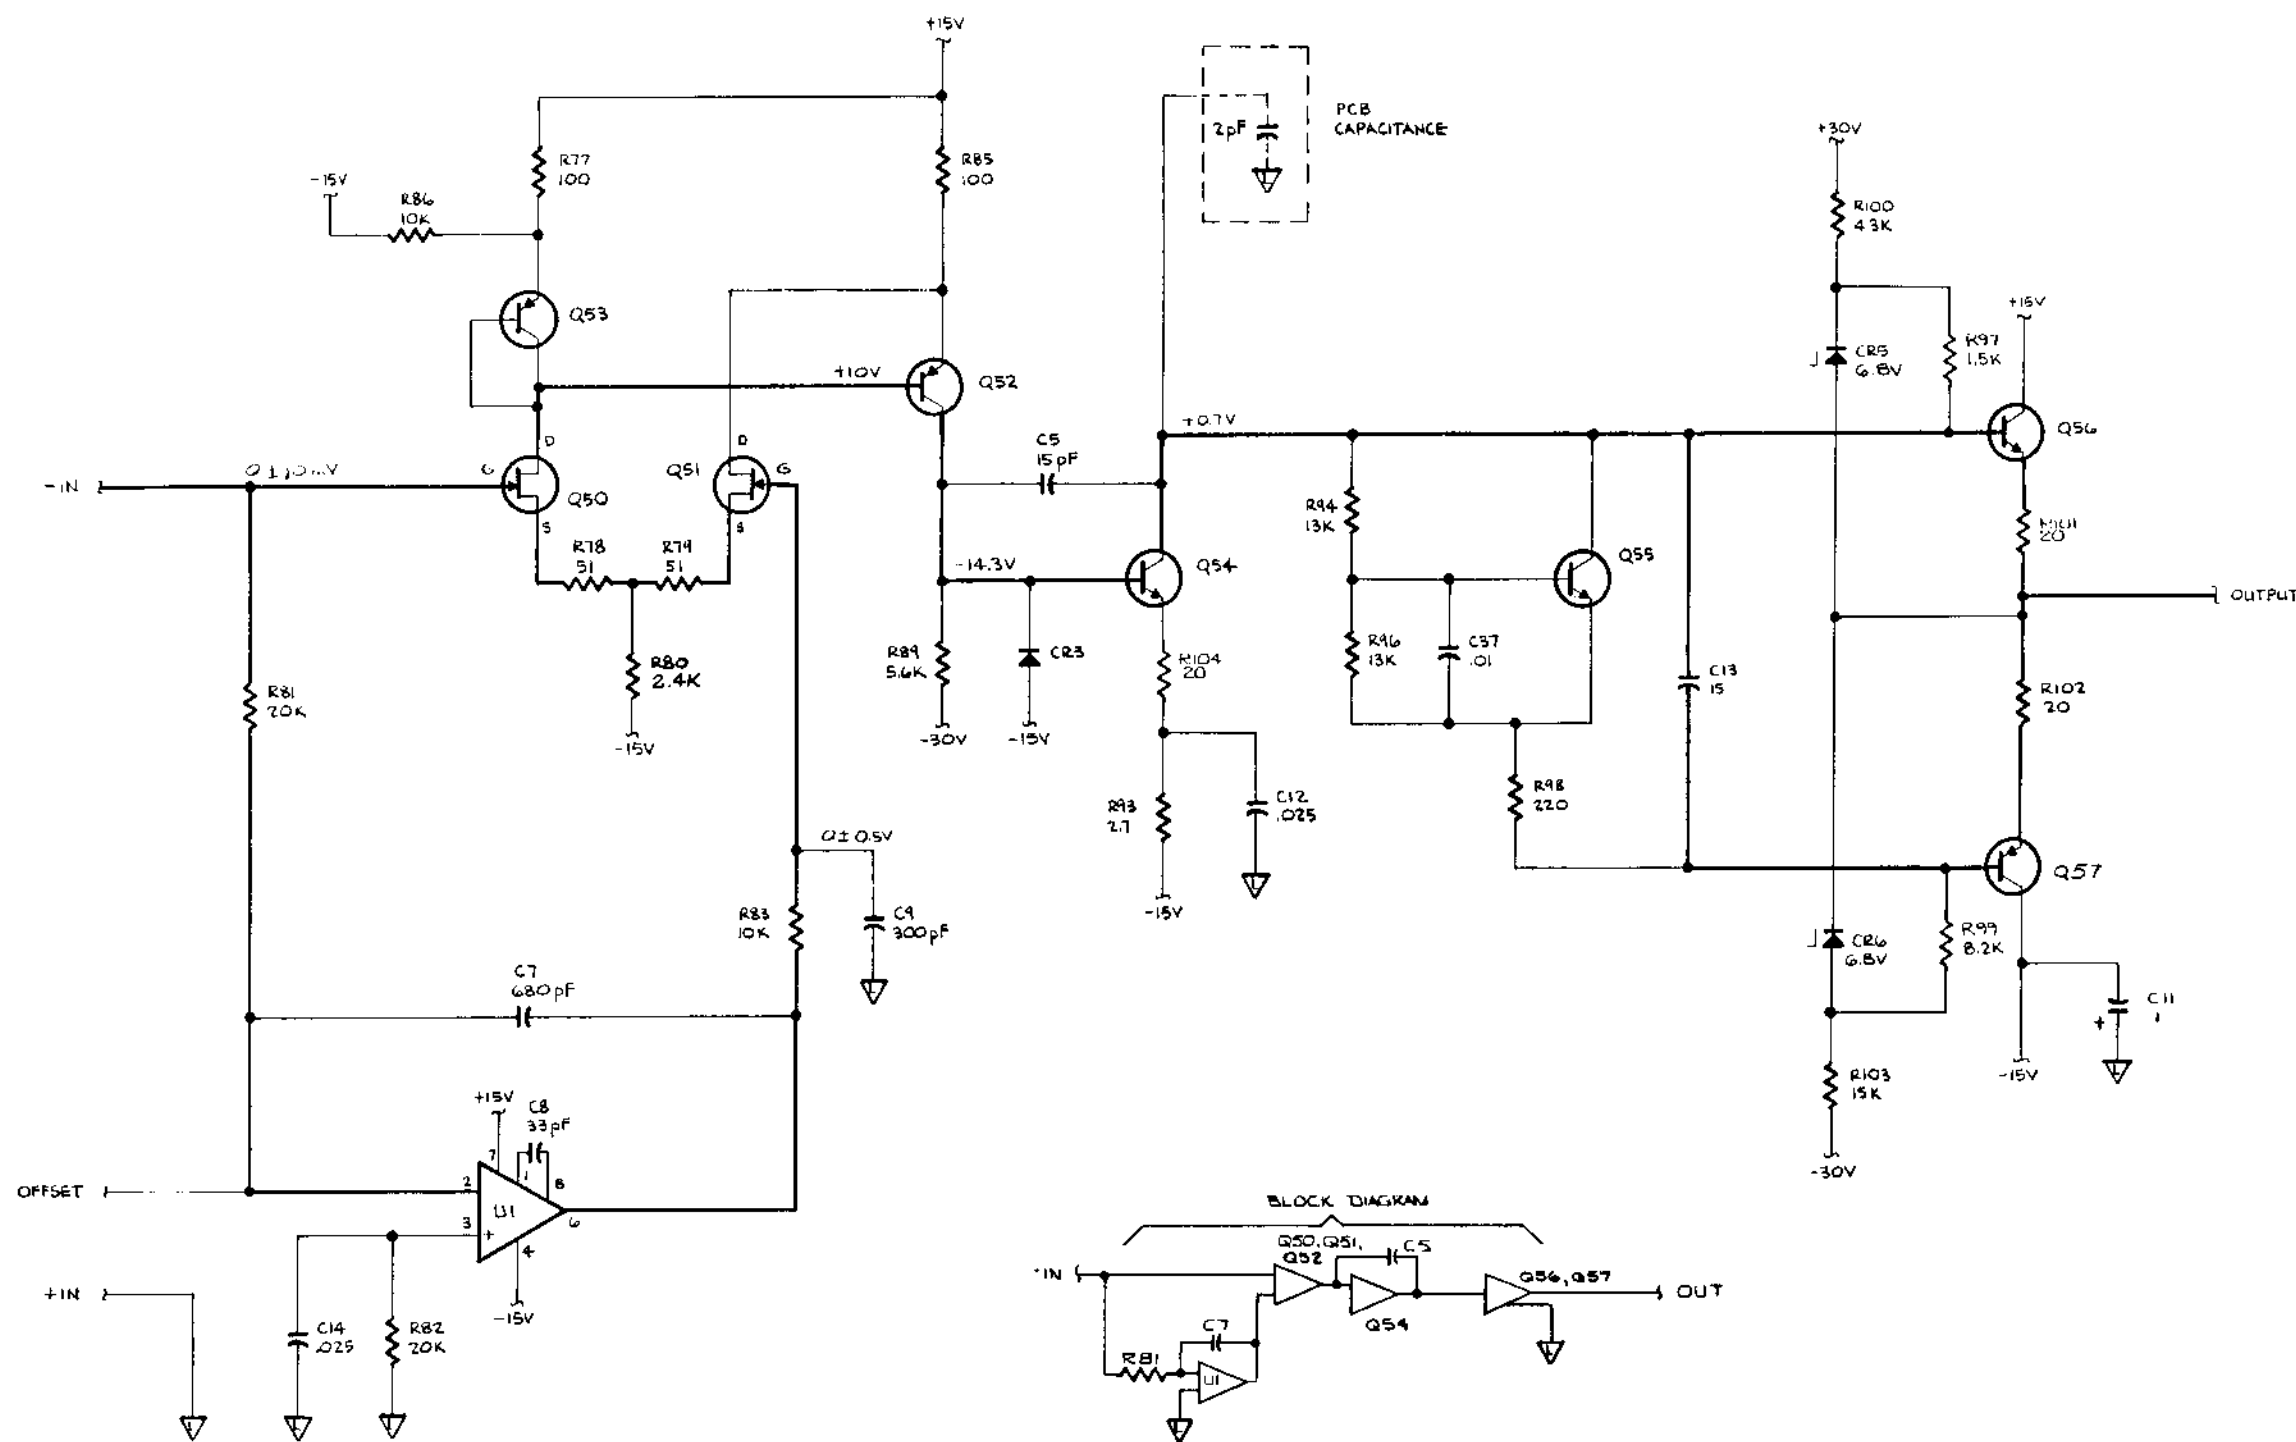 +15V
PCB
CAPACITANCE
2pF
+30V
R77
100
R85
100
-15V
R86
10K
R100
43K
+15V
Q53
CR5
6.8V
R97
1.5K
+10V
Q52
+0.7V
Q56
C5
15pF
-IN
G
D
Q50
S
Q51
D
G
S
R94
13K
R101
20
R78
51
R79
51
-14.3V
Q54
Q55
OUTPUT
R80
2.4K
-15V
R89
5.6K
-30V
CR3
-15V
R104
20
R96
13K
C37
.01
C13
15
R102
20
R81
20K
R93
2.7
-15V
C12
.025
R98
220
0±0.5V
Q57
R83
10K
C9
300pF
CR6
6.8V
R99
8.2K
C7
680pF
C11
+
-15V
R103
15K
-30V
+15V
C8
33pF
7
1
8
OFFSET
2
U1
6
3
+
4
-15V
+IN
C14
.025
R82
20K
BLOCK DIAGRAM
Q50, Q51,
Q52
C5
Q56, Q57
OUT
Q54
C7
R81
U1